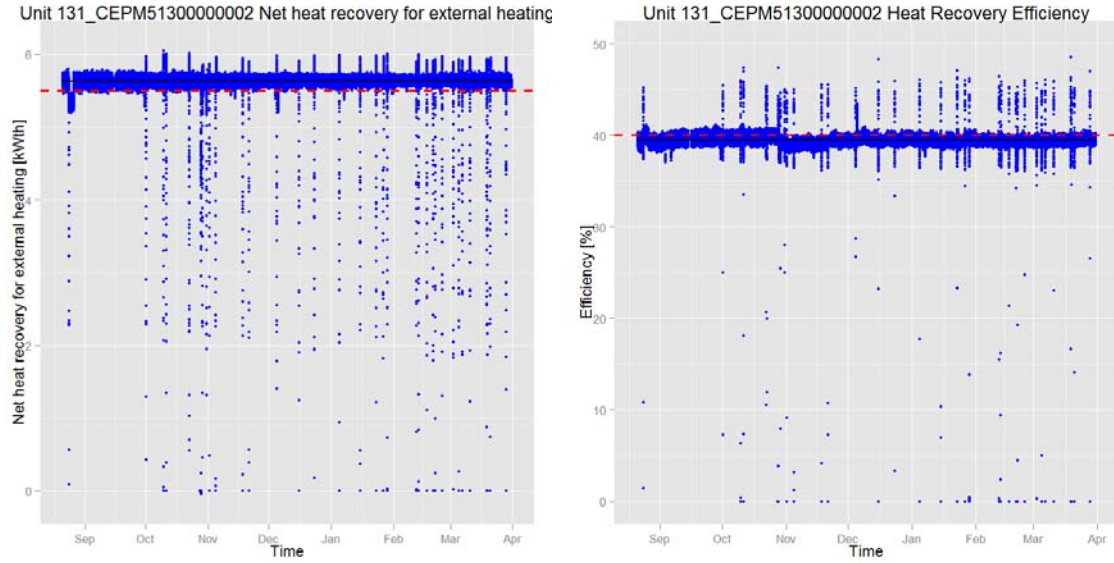 Unit 131_CEPM51300000002 Net heat recovery for external heating
Net heat recovery for external heating [kWth]
6
4
2
0
Sep Oct Nov Dec Jan Feb Mar Apr
Time
Unit 131_CEPM51300000002 Heat Recovery Efficiency
Efficiency [%]
50
40
30
20
10
0
Sep Oct Nov Dec Jan Feb Mar Apr
Time